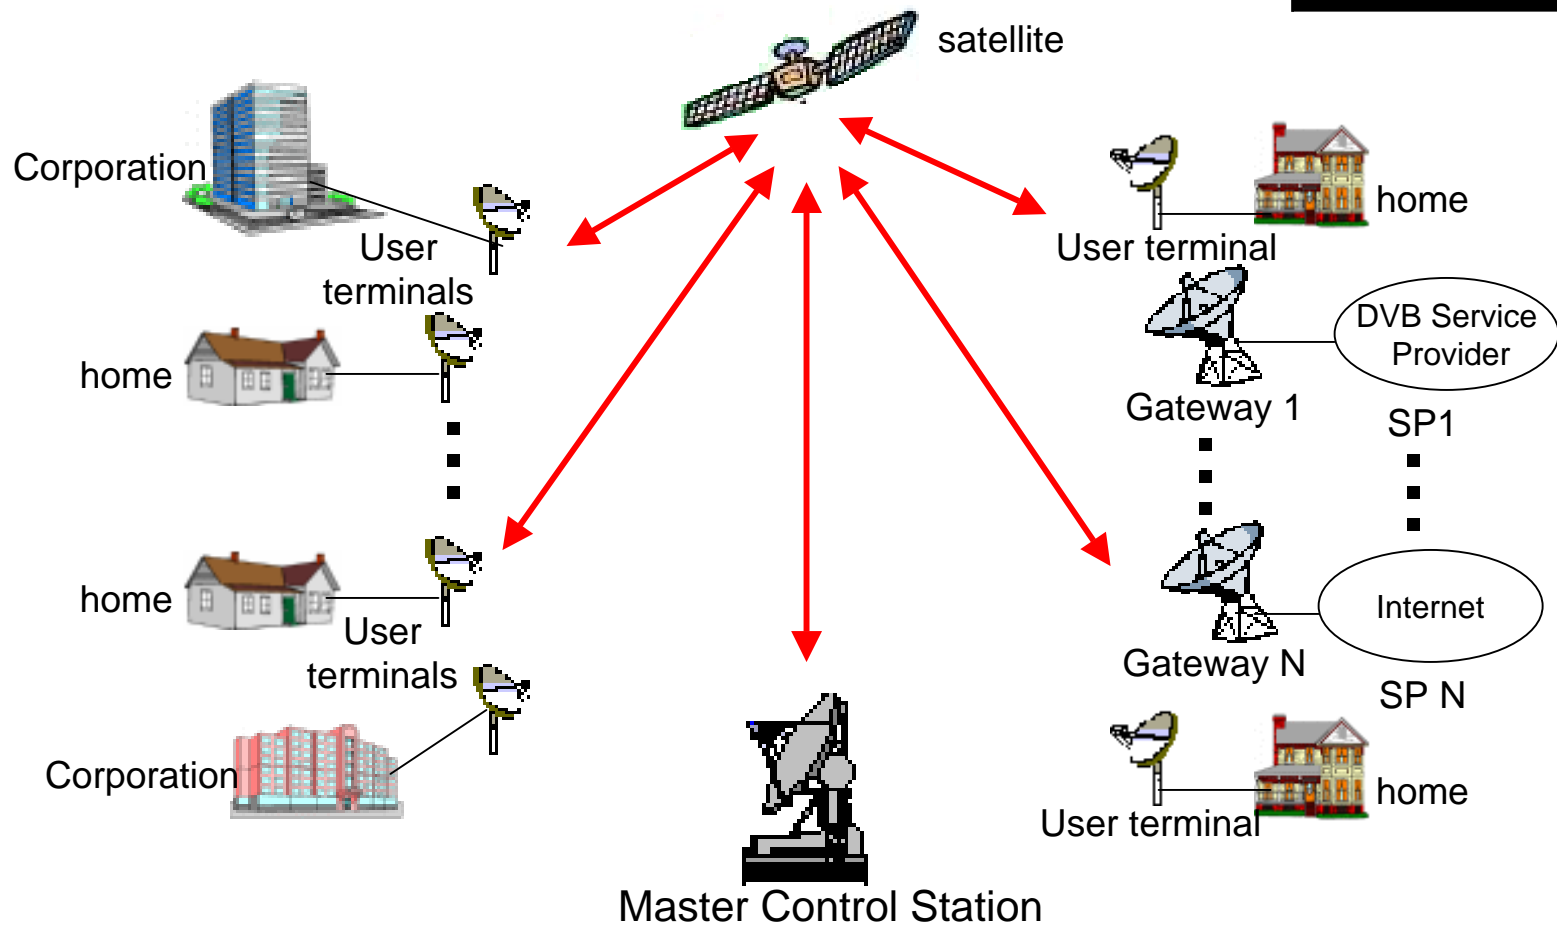 satellite
Corporation
User
terminals
home
home
User
terminals
Corporation
Master Control Station
home
User terminal
DVB Service
Provider
Gateway 1
SP1
Internet
Gateway N
SP N
home
User terminal